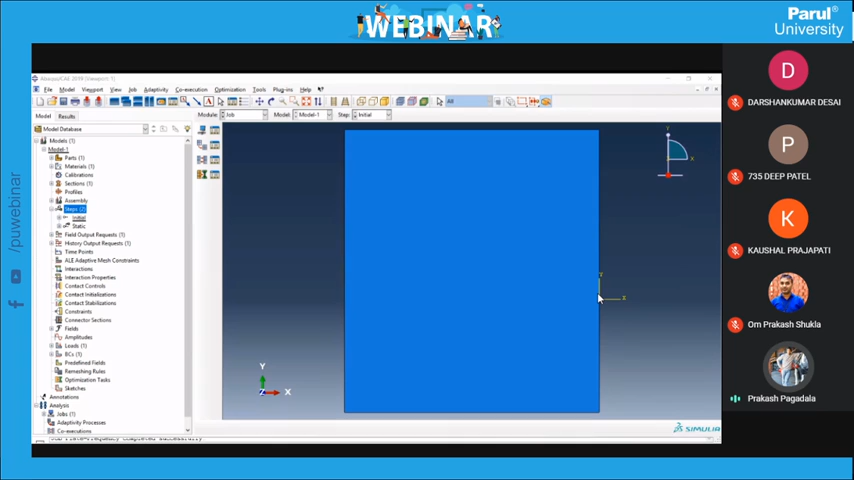 WEBINAR
Parul®
University
/puwebinar
Abaqus/CAE 2019 [Viewport: 1]
File Model Viewport View Job Adaptivity Co-execution Optimization Tools Plug-ins Help
All
Model Results
Module: Job Model: Model-1 Step: Initial
Model Database
Models (1)
Model-1
Parts (1)
Materials (1)
Calibrations
Sections (1)
Profiles
Assembly
Steps (2)
Initial
Static
Field Output Requests (1)
History Output Requests (1)
Time Points
ALE Adaptive Mesh Constraints
Interactions
Interaction Properties
Contact Controls
Contact Initializations
Contact Stabilizations
Constraints
Connector Sections
Fields
Amplitudes
Loads (1)
BCs (1)
Predefined Fields
Remeshing Rules
Optimization Tasks
Sketches
Annotations
Analysis
Jobs (1)
Adaptivity Processes
Co-executions
Y
X
Y
X
Y
X
SIMULIA
D
DARSHANKUMAR DESAI
P
735 DEEP PATEL
K
KAUSHAL PRAJAPATI
Om Prakash Shukla
Prakash Pagadala